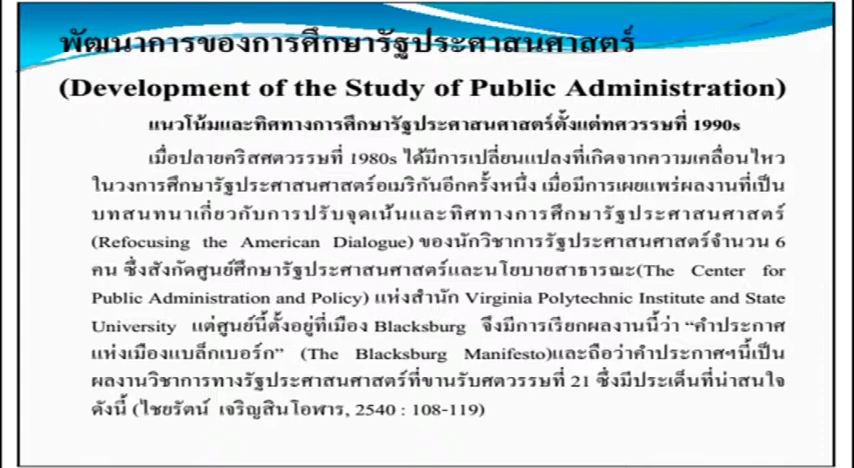 พัฒนาการของการศึกษารัฐประศาสนศาสตร์
(Development of the Study of Public Administration)
แนวโน้มและทิศทางการศึกษารัฐประศาสนศาสตร์ตั้งแต่ทศวรรษที่ 1990s
เมื่อปลายคริสศตวรรษที่ 1980s ได้มีการเปลี่ยนแปลงที่เกิดจากความเคลื่อนไหว
ในวงการศึกษารัฐประศาสนศาสตร์อเมริกันอีกครั้งหนึ่ง เมื่อมีการเผยแพร่ผลงานที่เป็น
บทสนทนาเกี่ยวกับการปรับจุดเน้นและทิศทางการศึกษารัฐประศาสนศาสตร์
(Refocusing the American Dialogue) ของนักวิชาการรัฐประศาสนศาสตร์จำนวน 6
คน ซึ่งสังกัดศูนย์ศึกษารัฐประศาสนศาสตร์และนโยบายสาธารณะ(The Center for
Public Administration and Policy) แห่งสำนัก Virginia Polytechnic Institute and State
University แต่ศูนย์นี้ตั้งอยู่ที่เมือง Blacksburg จึงมีการเรียกผลงานนี้ว่า “คำประกาศ
แห่งเมืองแบล็กเบอร์ก” (The Blacksburg Manifesto)และถือว่าคำประกาศฯนี้เป็น
ผลงานวิชาการทางรัฐประศาสนศาสตร์ที่ขานรับศตวรรษที่ 21 ซึ่งมีประเด็นที่น่าสนใจ
ดังนี้ (ไชยรัตน์ เจริญสินโอฬาร, 2540 : 108-119)